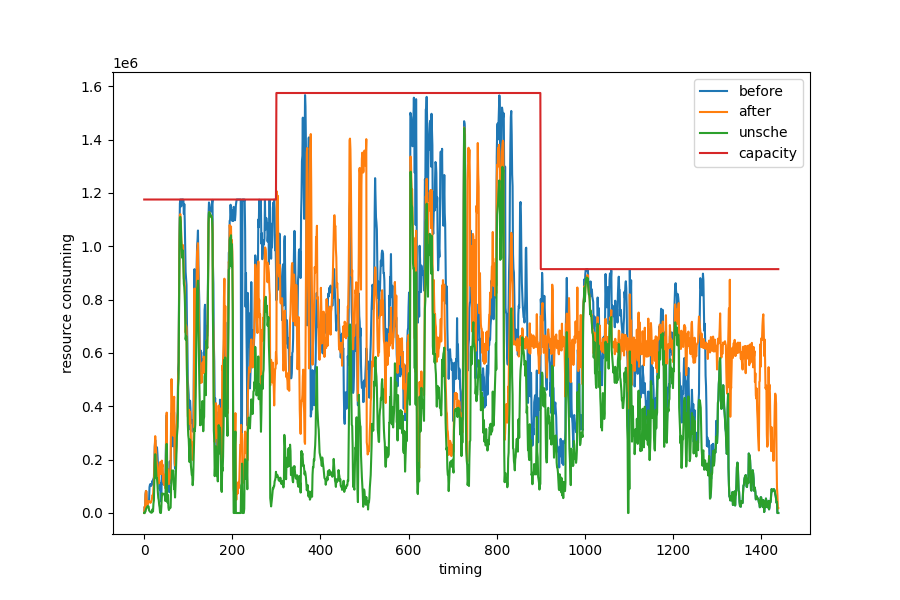 1e6
1.6
1.4
1.2
1.0
0.8
0.6
0.4
0.2
0.0
resource consuming
0 200 400 600 800 1000 1200 1400
timing
before
after
unsche
capacity